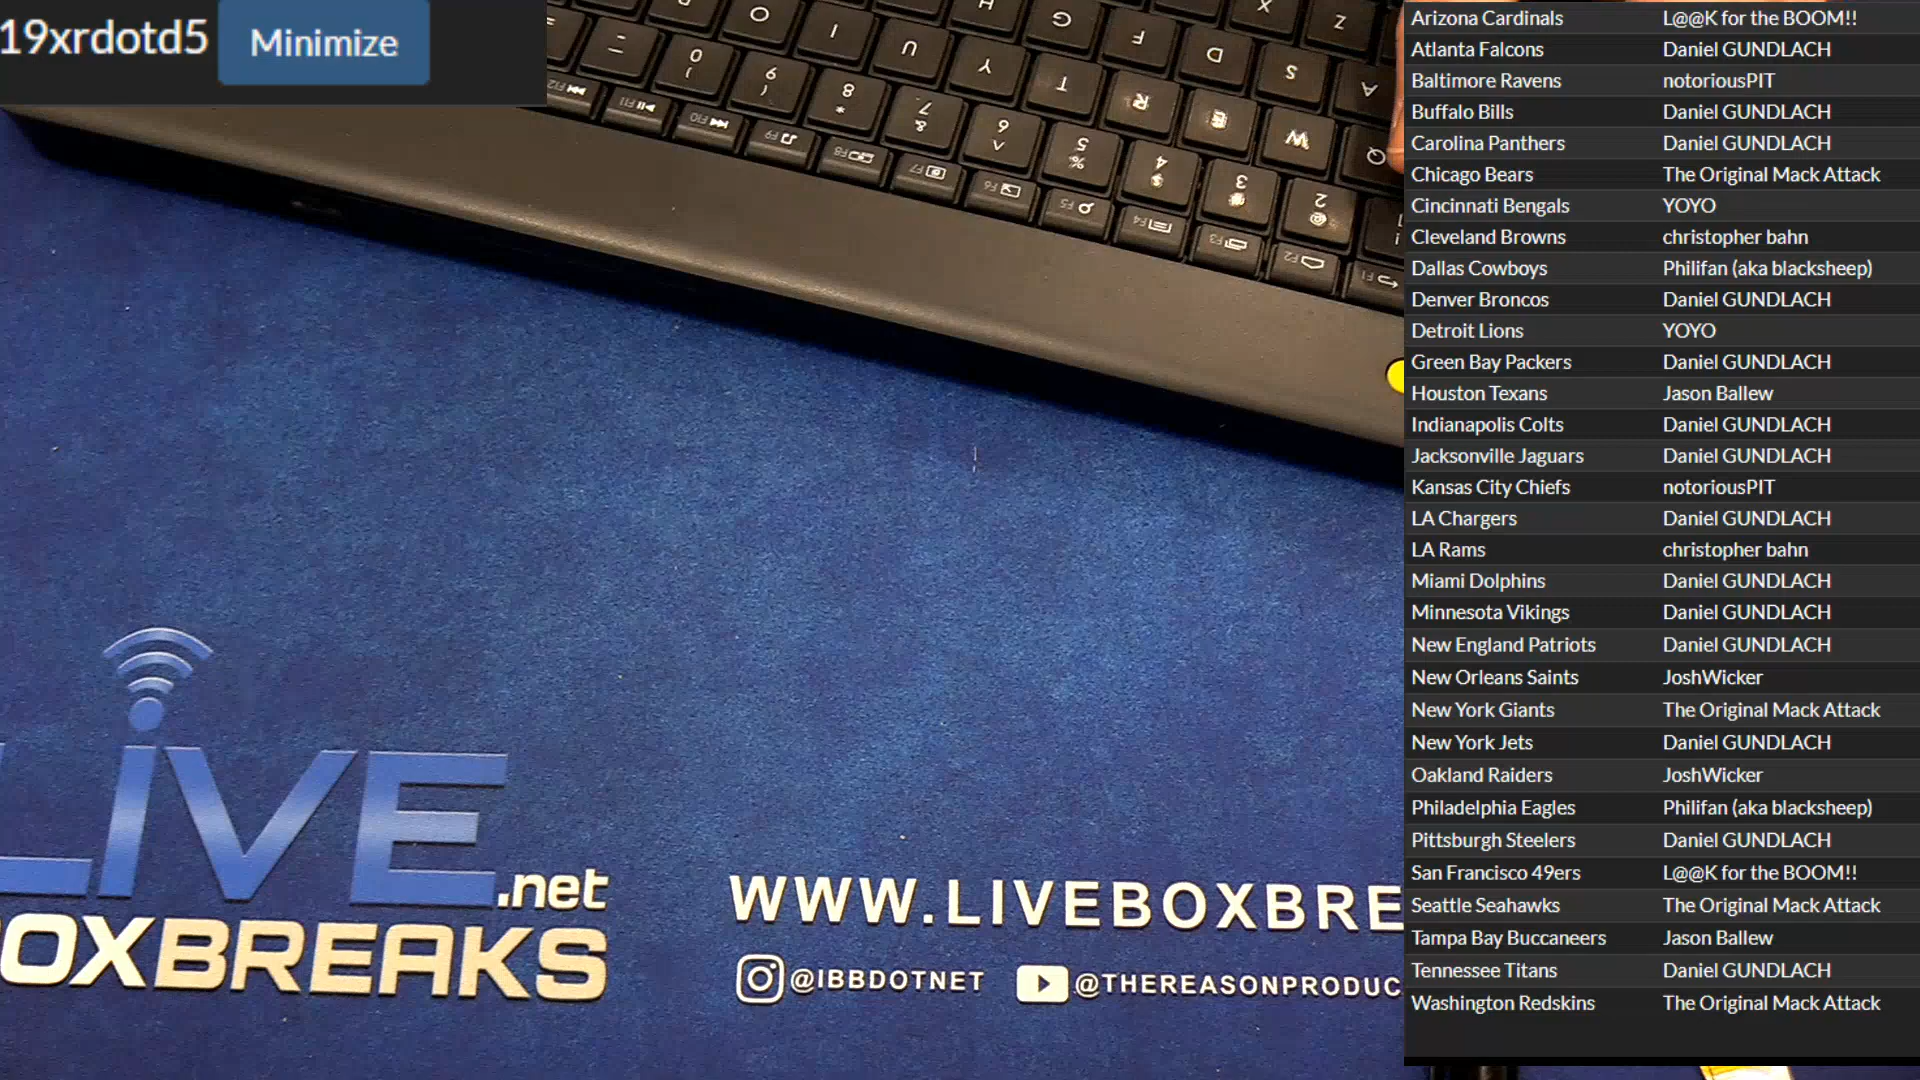 19xrdotd5 Minimize
Arizona Cardinals L@@K for the BOOM!!
Atlanta Falcons Daniel GUNDLACH
Baltimore Ravens notoriousPIT
Buffalo Bills Daniel GUNDLACH
Carolina Panthers Daniel GUNDLACH
Chicago Bears The Original Mack Attack
Cincinnati Bengals YOYO
Cleveland Browns christopher bahn
Dallas Cowboys Philifan (aka blacksheep)
Denver Broncos Daniel GUNDLACH
Detroit Lions YOYO
Green Bay Packers Daniel GUNDLACH
Houston Texans Jason Ballew
Indianapolis Colts Daniel GUNDLACH
Jacksonville Jaguars Daniel GUNDLACH
Kansas City Chiefs notoriousPIT
LA Chargers Daniel GUNDLACH
LA Rams christopher bahn
Miami Dolphins Daniel GUNDLACH
Minnesota Vikings Daniel GUNDLACH
New England Patriots Daniel GUNDLACH
New Orleans Saints JoshWicker
New York Giants The Original Mack Attack
New York Jets Daniel GUNDLACH
Oakland Raiders JoshWicker
Philadelphia Eagles Philifan (aka blacksheep)
Pittsburgh Steelers Daniel GUNDLACH
San Francisco 49ers L@@K for the BOOM!!
Seattle Seahawks The Original Mack Attack
Tampa Bay Buccaneers Jason Ballew
Tennessee Titans Daniel GUNDLACH
Washington Redskins The Original Mack Attack
LiVE.net
OXBREAKS
WWW.LIVEBOXBRE
@IBBDOTNET @THEREASONPRODUC